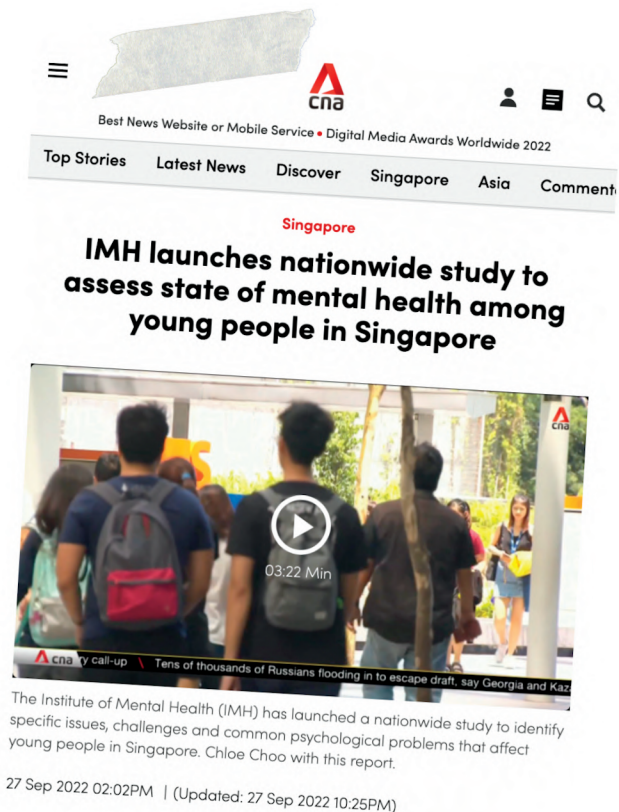 cna
Best News Website or Mobile Service • Digital Media Awards Worldwide 2022
Top Stories Latest News Discover Singapore Asia
Singapore
IMH launches nationwide study to
assess state of mental health among
young people in Singapore
cna
03:22 Min
cna ry call-up \ Tens of thousands of Russians flooding in to escape draft, say Georgia and Kaza
The Institute of Mental Health (IMH) has launched a nationwide study to identify
specific issues, challenges and common psychological problems that affect
young people in Singapore. Chloe Choo with this report.
27 Sep 2022 02:02PM | (Updated: 27 Sep 2022 10:25PM)